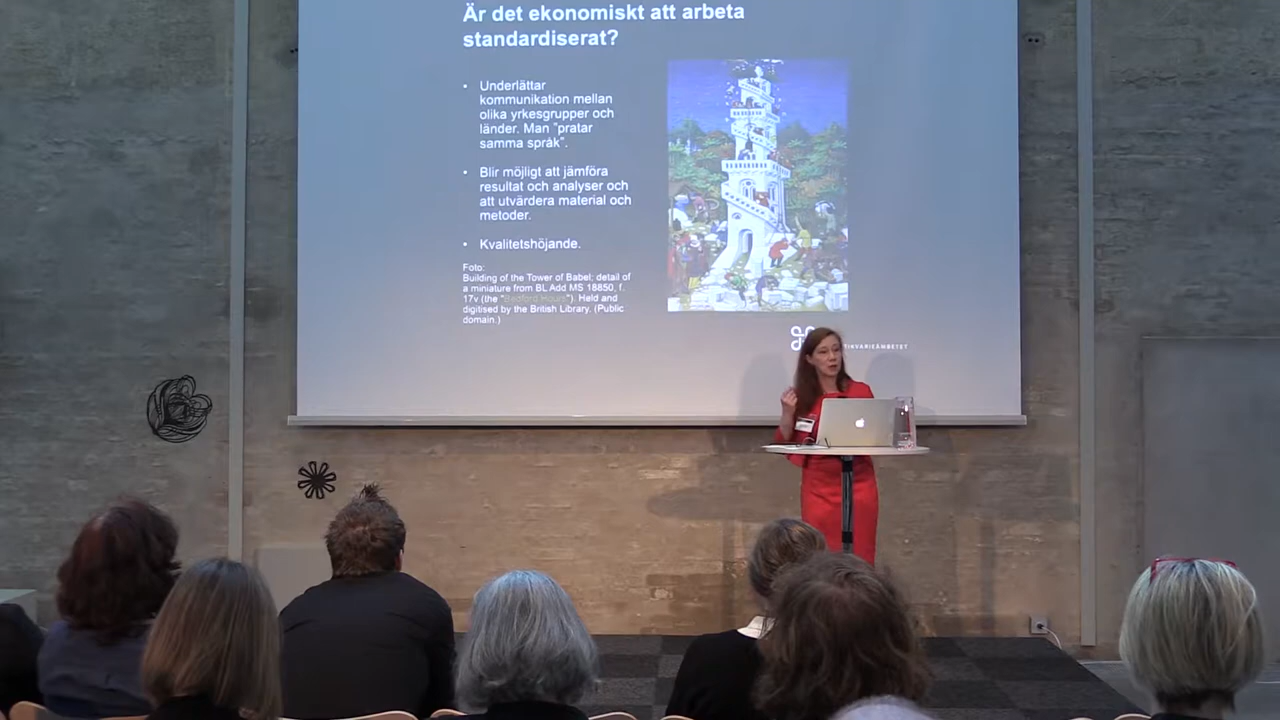 Är det ekonomiskt att arbeta
standardiserat?
• Underlättar
kommunikation mellan
olika yrkesgrupper och
länder. Man "pratar
samma språk".
• Blir möjligt att jämföra
resultat och analyser och
att utvärdera material och
metoder.
• Kvalitetshöjande.
Foto:
Building of the Tower of Babel; detail of
a miniature from BL Add MS 18850, f.
17v (the "Bedford Hours"). Held and
digitised by the British Library. (Public
domain.)
TIKVARIEÄMBETET